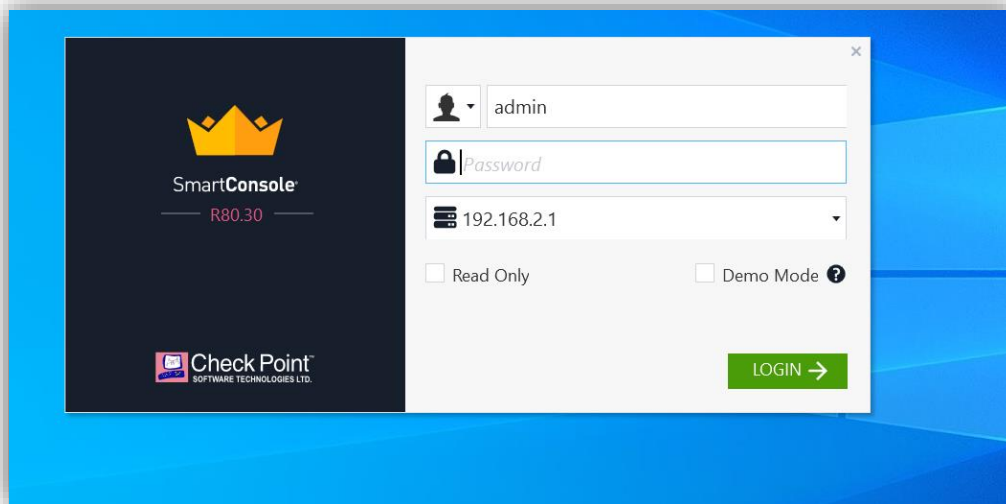 SmartConsole
R80.30
Check Point
SOFTWARE TECHNOLOGIES LTD.
admin
Password
192.168.2.1
Read Only
Demo Mode ?
LOGIN